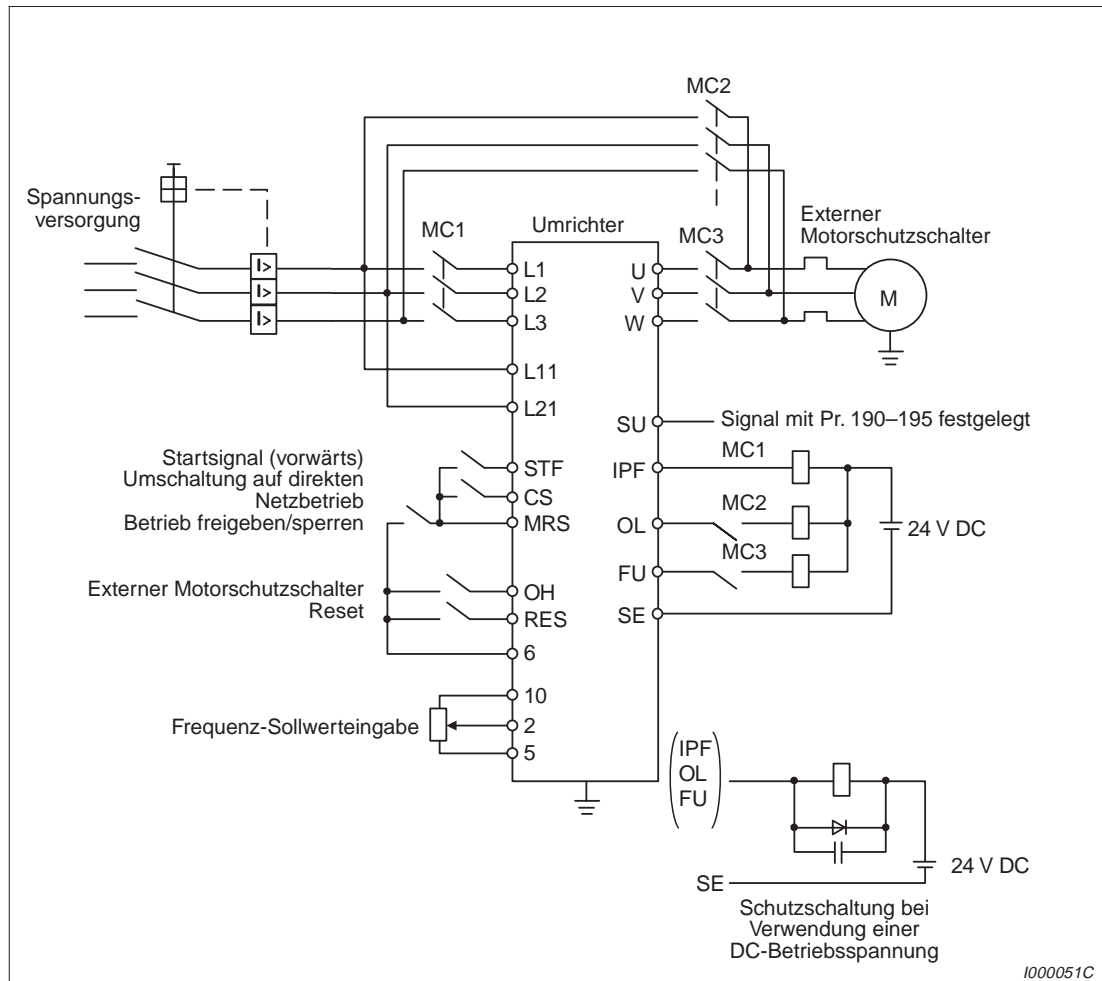 MC2
Spannungs-
versorgung
I>
I>
I>
MC1
Umrichter
MC3
Externer
Motorschutzschalter
L1
L2
L3
L11
L21
U
V
W
M
SU
Signal mit Pr. 190–195 festgelegt
Startsignal (vorwärts)
Umschaltung auf direkten
Netzbetrieb
Betrieb freigeben/sperren
STF
CS
MRS
IPF
MC1
OL
MC2
FU
MC3
SE
24 V DC
Externer Motorschutzschalter
Reset
OH
RES
6
Frequenz-Sollwerteingabe
10
2
5
IPF
OL
FU
SE
24 V DC
Schutzschaltung bei
Verwendung einer
DC-Betriebsspannung
I000051C